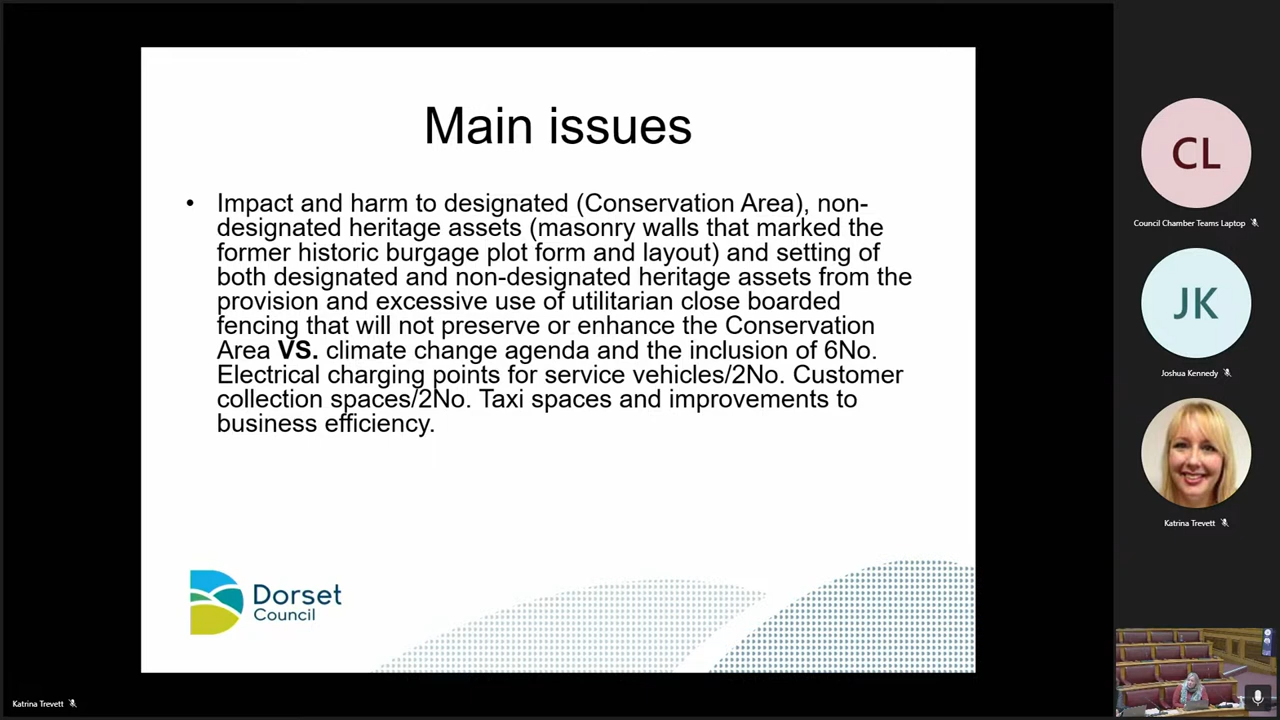 Main issues
• Impact and harm to designated (Conservation Area), non-
designated heritage assets (masonry walls that marked the
former historic burgage plot form and layout) and setting of
both designated and non-designated heritage assets from the
provision and excessive use of utilitarian close boarded
fencing that will not preserve or enhance the Conservation
Area VS. climate change agenda and the inclusion of 6No.
Electrical charging points for service vehicles/2No. Customer
collection spaces/2No. Taxi spaces and improvements to
business efficiency.
Dorset
Council
CL
Council Chamber Teams Laptop
JK
Joshua Kennedy
Katrina Trevett
Katrina Trevett